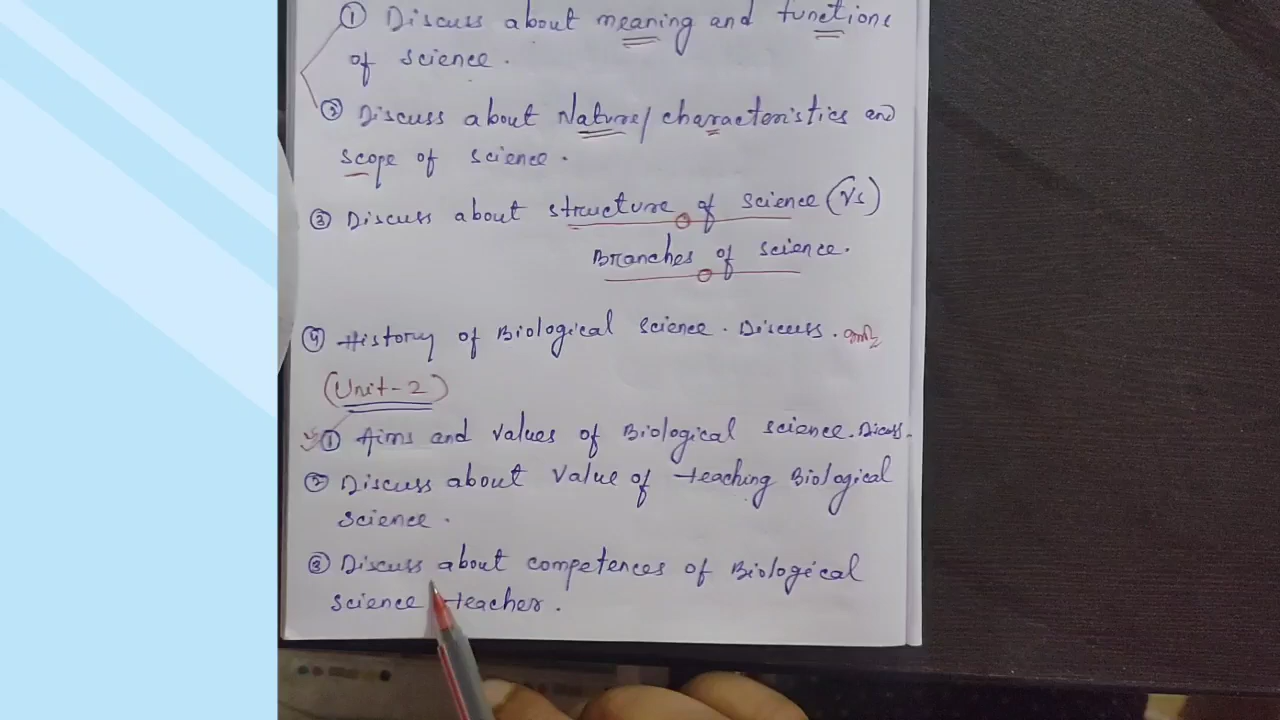 ① Discuss about meaning and functions
of science.
② Discuss about Nature/characteristics and
scope of science.
③ Discuss about structure of science (Vs)
Branches of science.
④ History of Biological science. Discuss.
(Unit-2)
① Aims and values of Biological science. Dicuss.
② Discuss about value of teaching Biological
science.
③ Discuss about competences of Biological
science teacher.